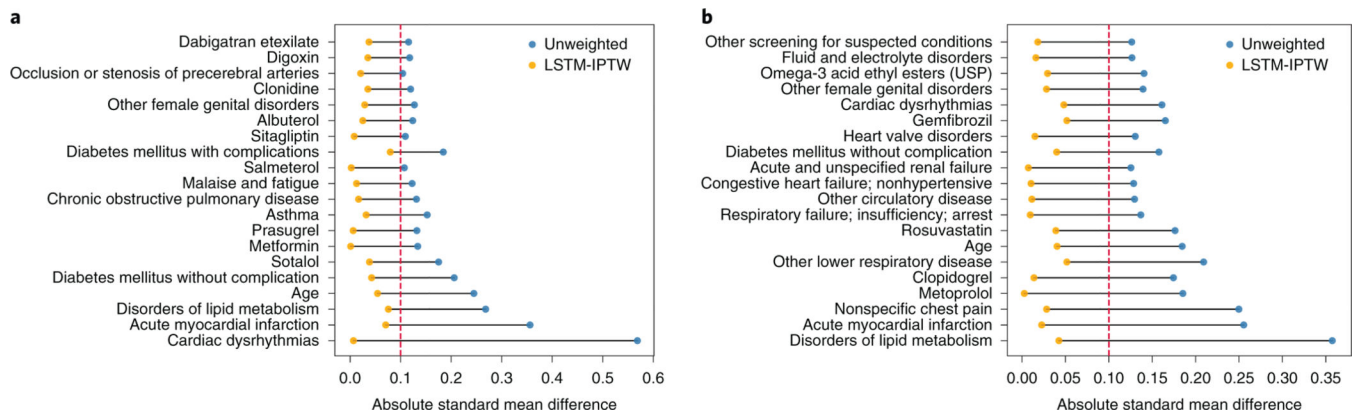 a
Dabigatran etexilate
Digoxin
Occlusion or stenosis of precerebral arteries
Clonidine
Other female genital disorders
Albuterol
Sitagliptin
Diabetes mellitus with complications
Salmeterol
Malaise and fatigue
Chronic obstructive pulmonary disease
Asthma
Prasugrel
Metformin
Sotalol
Diabetes mellitus without complication
Age
Disorders of lipid metabolism
Acute myocardial infarction
Cardiac dysrhythmias
Unweighted
LSTM-IPTW
0.0 0.1 0.2 0.3 0.4 0.5 0.6
Absolute standard mean difference
b
Other screening for suspected conditions
Fluid and electrolyte disorders
Omega-3 acid ethyl esters (USP)
Other female genital disorders
Cardiac dysrhythmias
Gemfibrozil
Heart valve disorders
Diabetes mellitus without complication
Acute and unspecified renal failure
Congestive heart failure; nonhypertensive
Other circulatory disease
Respiratory failure; insufficiency; arrest
Rosuvastatin
Age
Other lower respiratory disease
Clopidogrel
Metoprolol
Nonspecific chest pain
Acute myocardial infarction
Disorders of lipid metabolism
Unweighted
LSTM-IPTW
0.00 0.05 0.10 0.15 0.20 0.25 0.30 0.35
Absolute standard mean difference